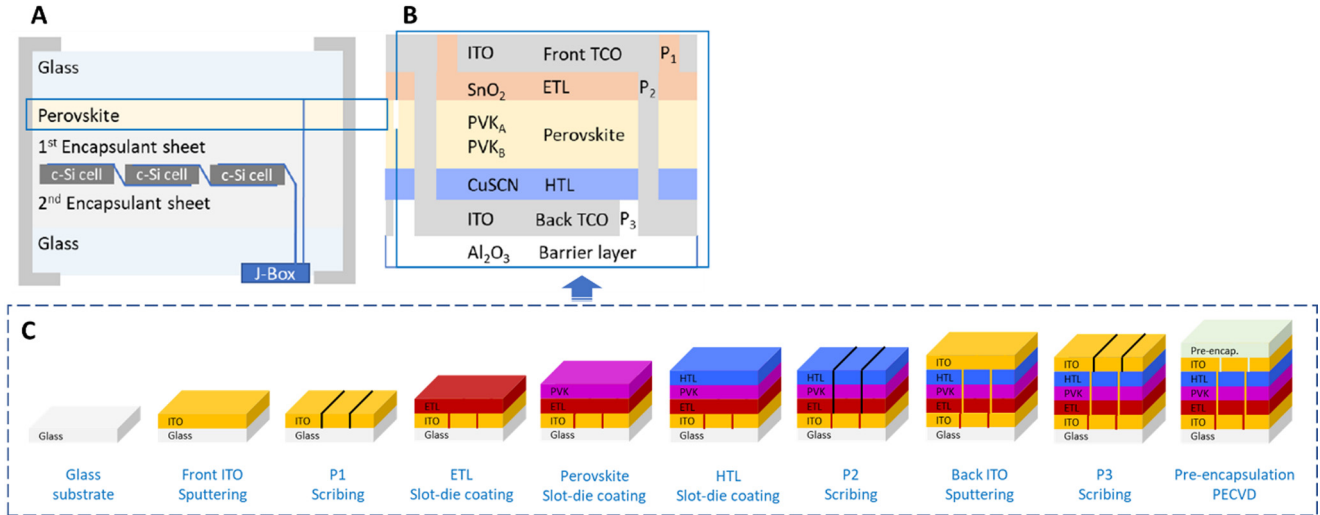 A
Glass
Perovskite
1st Encapsulant sheet
c-Si cell c-Si cell c-Si cell
2nd Encapsulant sheet
Glass
J-Box
B
ITO Front TCO P1
SnO2 ETL P2
PVKA
PVKB
Perovskite
CuSCN HTL
ITO Back TCO P3
Al2O3 Barrier layer
C
Glass
Glass
substrate
ITO
Glass
Front ITO
Sputtering
ITO
Glass
P1
Scribing
ETL
ITO
Glass
ETL
Slot-die coating
PVK
ETL
ITO
Glass
Perovskite
Slot-die coating
HTL
PVK
ETL
ITO
Glass
HTL
Slot-die coating
HTL
PVK
ETL
ITO
Glass
P2
Scribing
ITO
HTL
PVK
ETL
ITO
Glass
Back ITO
Sputtering
ITO
HTL
PVK
ETL
ITO
Glass
P3
Scribing
Pre-encap.
ITO
HTL
PVK
ETL
ITO
Glass
Pre-encapsulation
PECVD